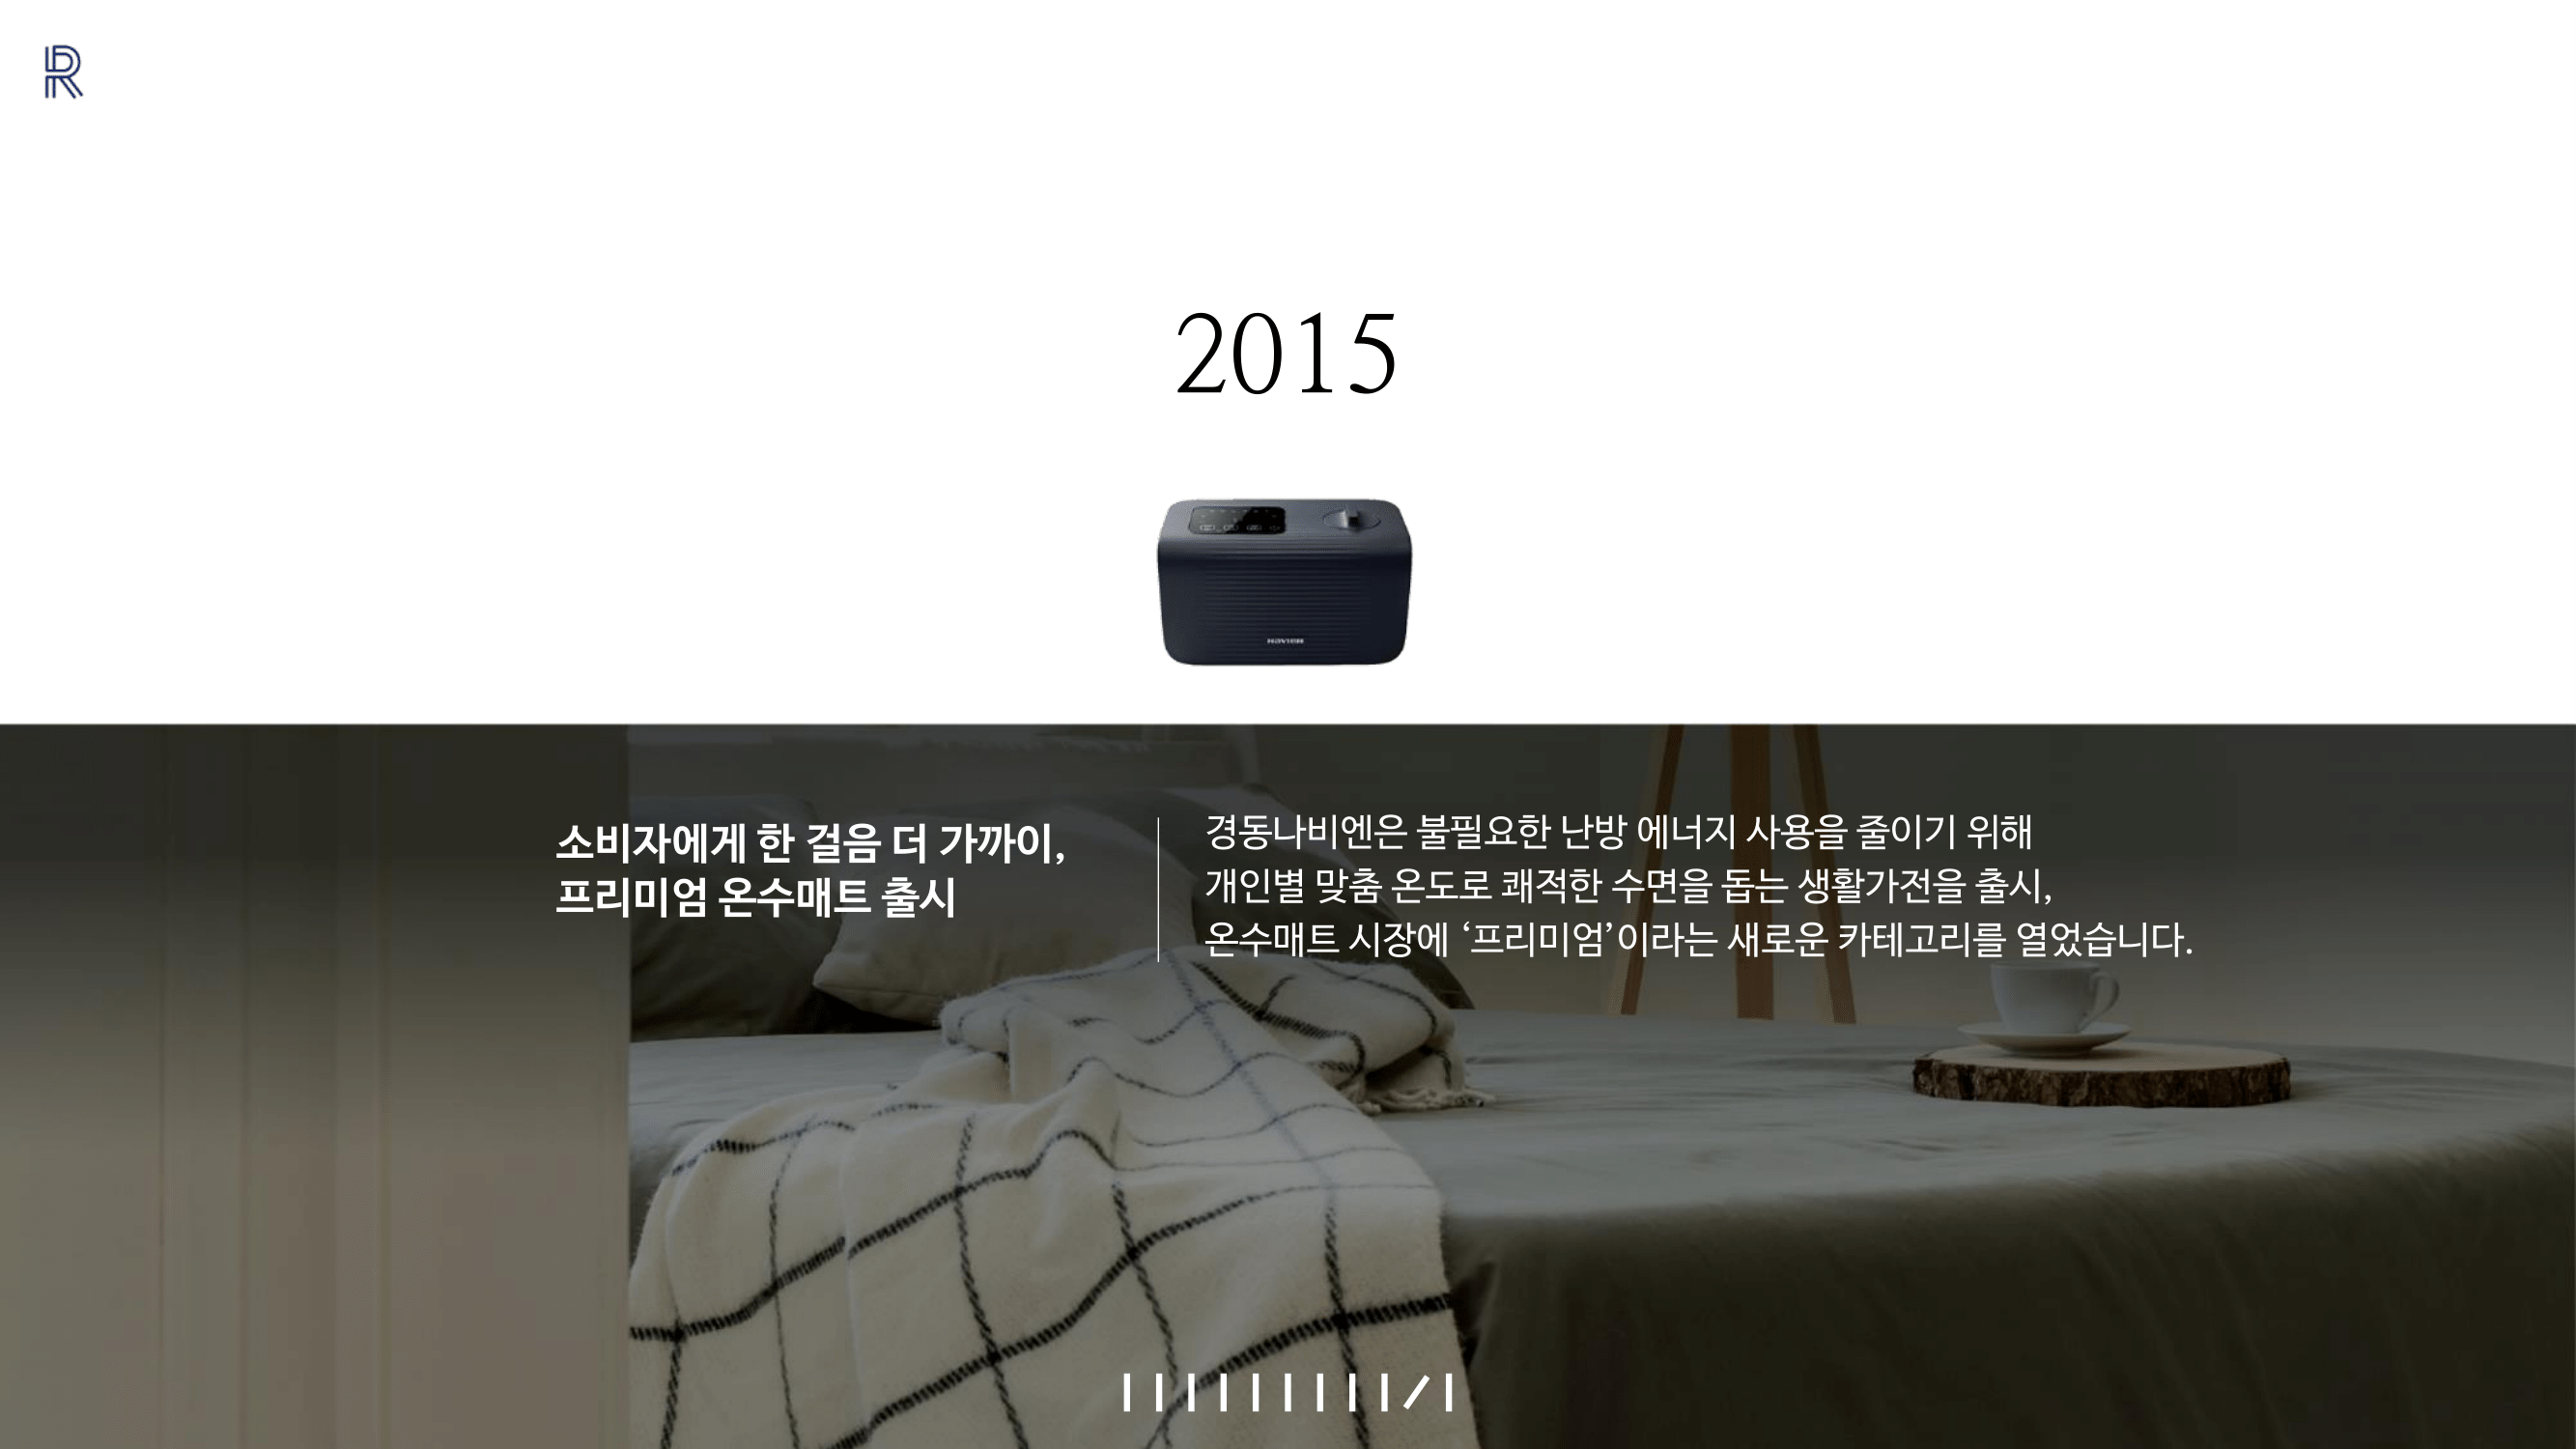 2015
소비자에게 한 걸음 더 가까이,
프리미엄 온수매트 출시
경동나비엔은 불필요한 난방 에너지 사용을 줄이기 위해
개인별 맞춤 온도로 쾌적한 수면을 돕는 생활가전을 출시,
온수매트 시장에 ‘프리미엄’이라는 새로운 카테고리를 열었습니다.